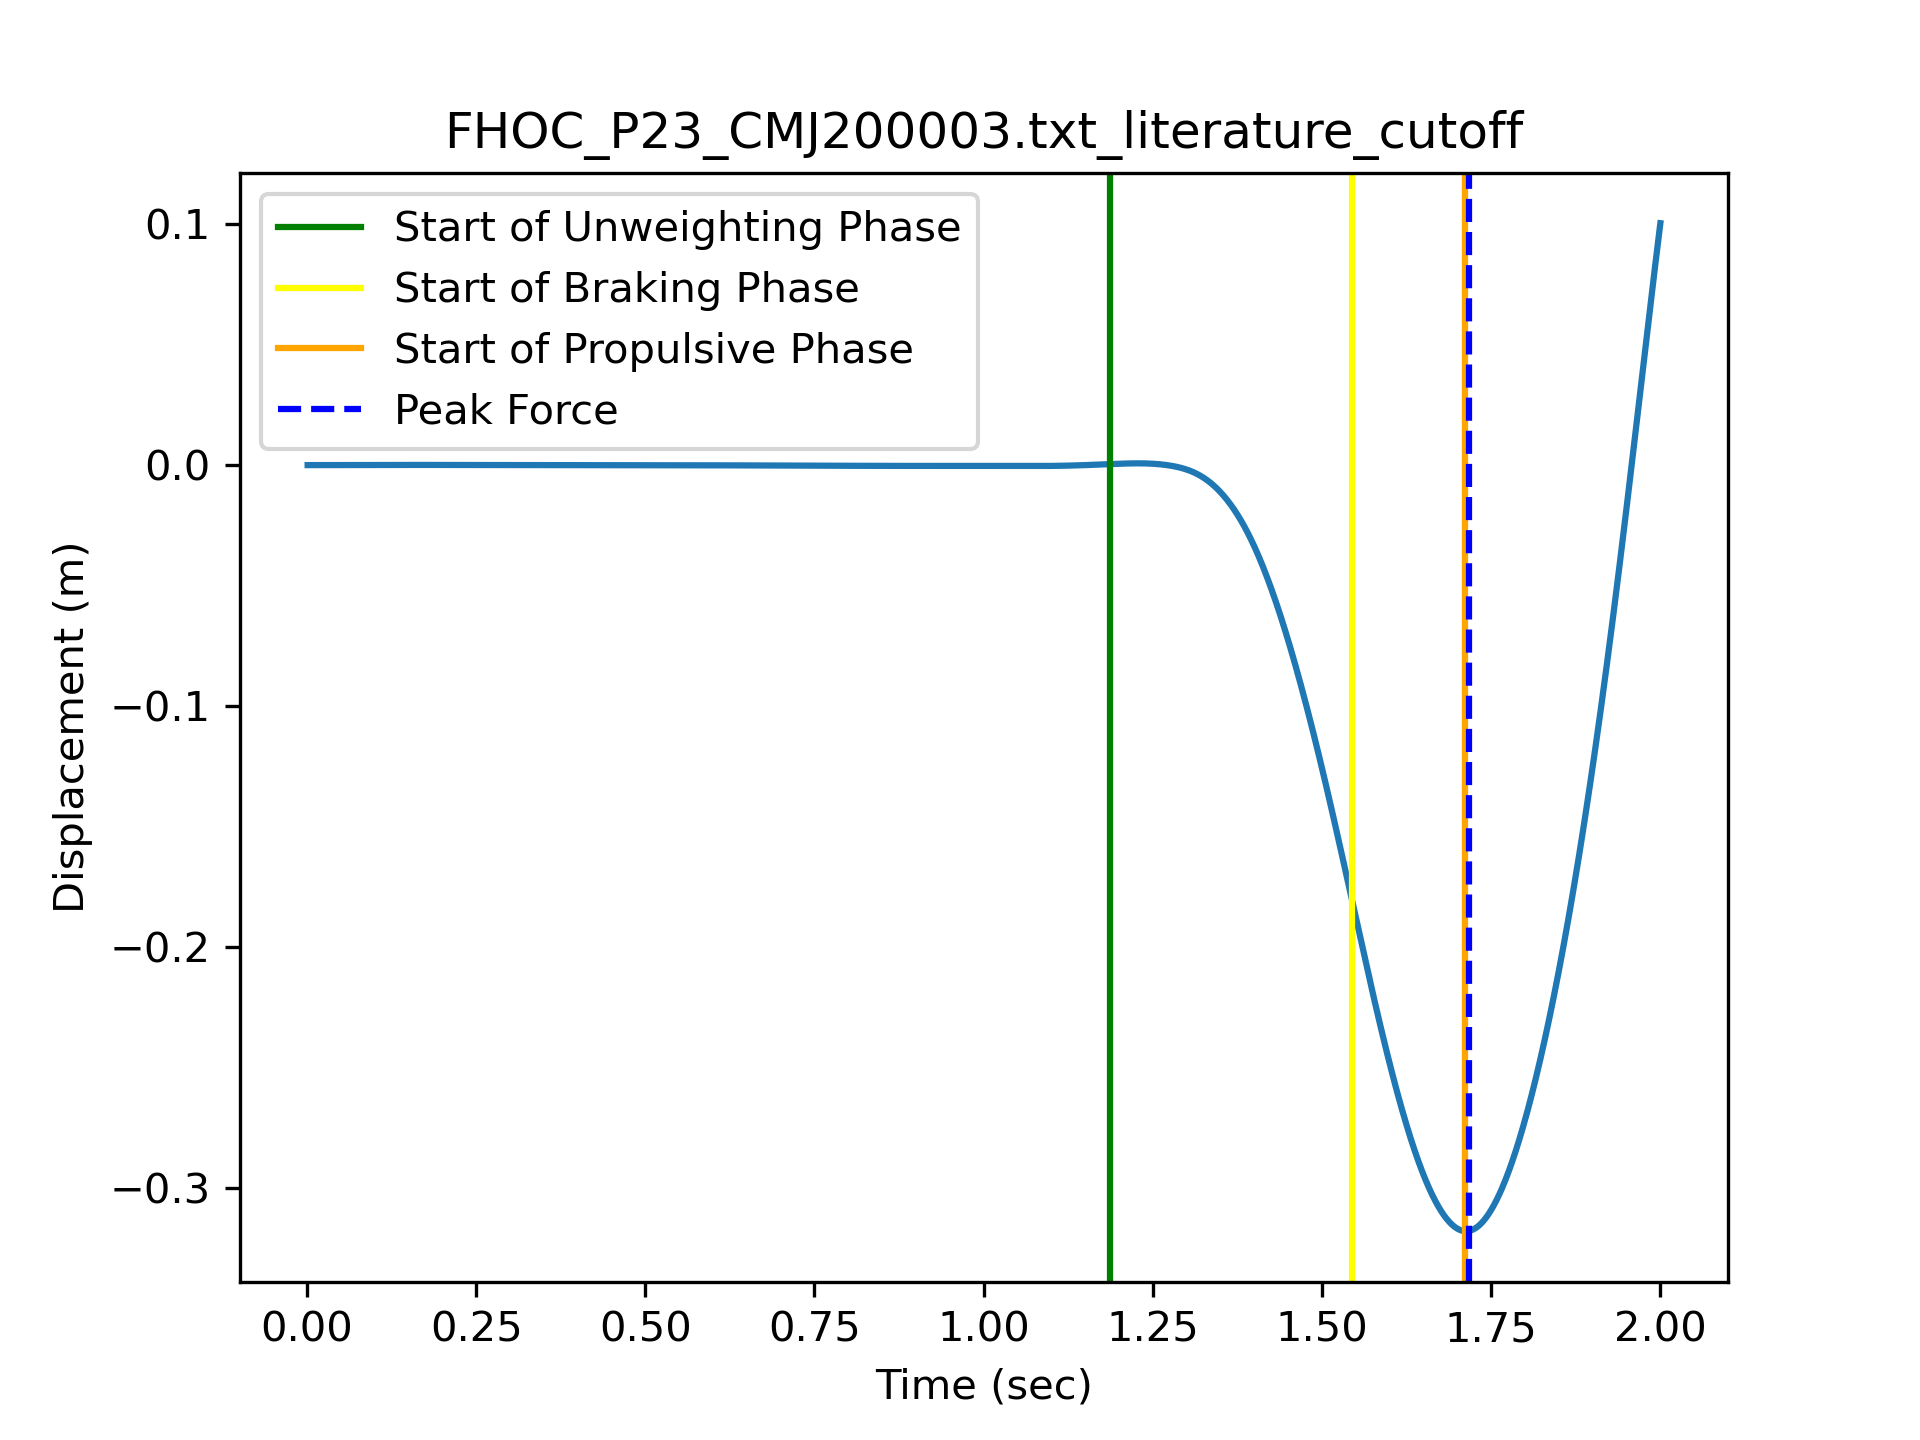 FHOC_P23_CMJ200003.txt_literature_cutoff
Start of Unweighting Phase
Start of Braking Phase
Start of Propulsive Phase
Peak Force
0.1
0.0
−0.1
−0.2
−0.3
Displacement (m)
0.00 0.25 0.50 0.75 1.00 1.25 1.50 1.75 2.00
Time (sec)